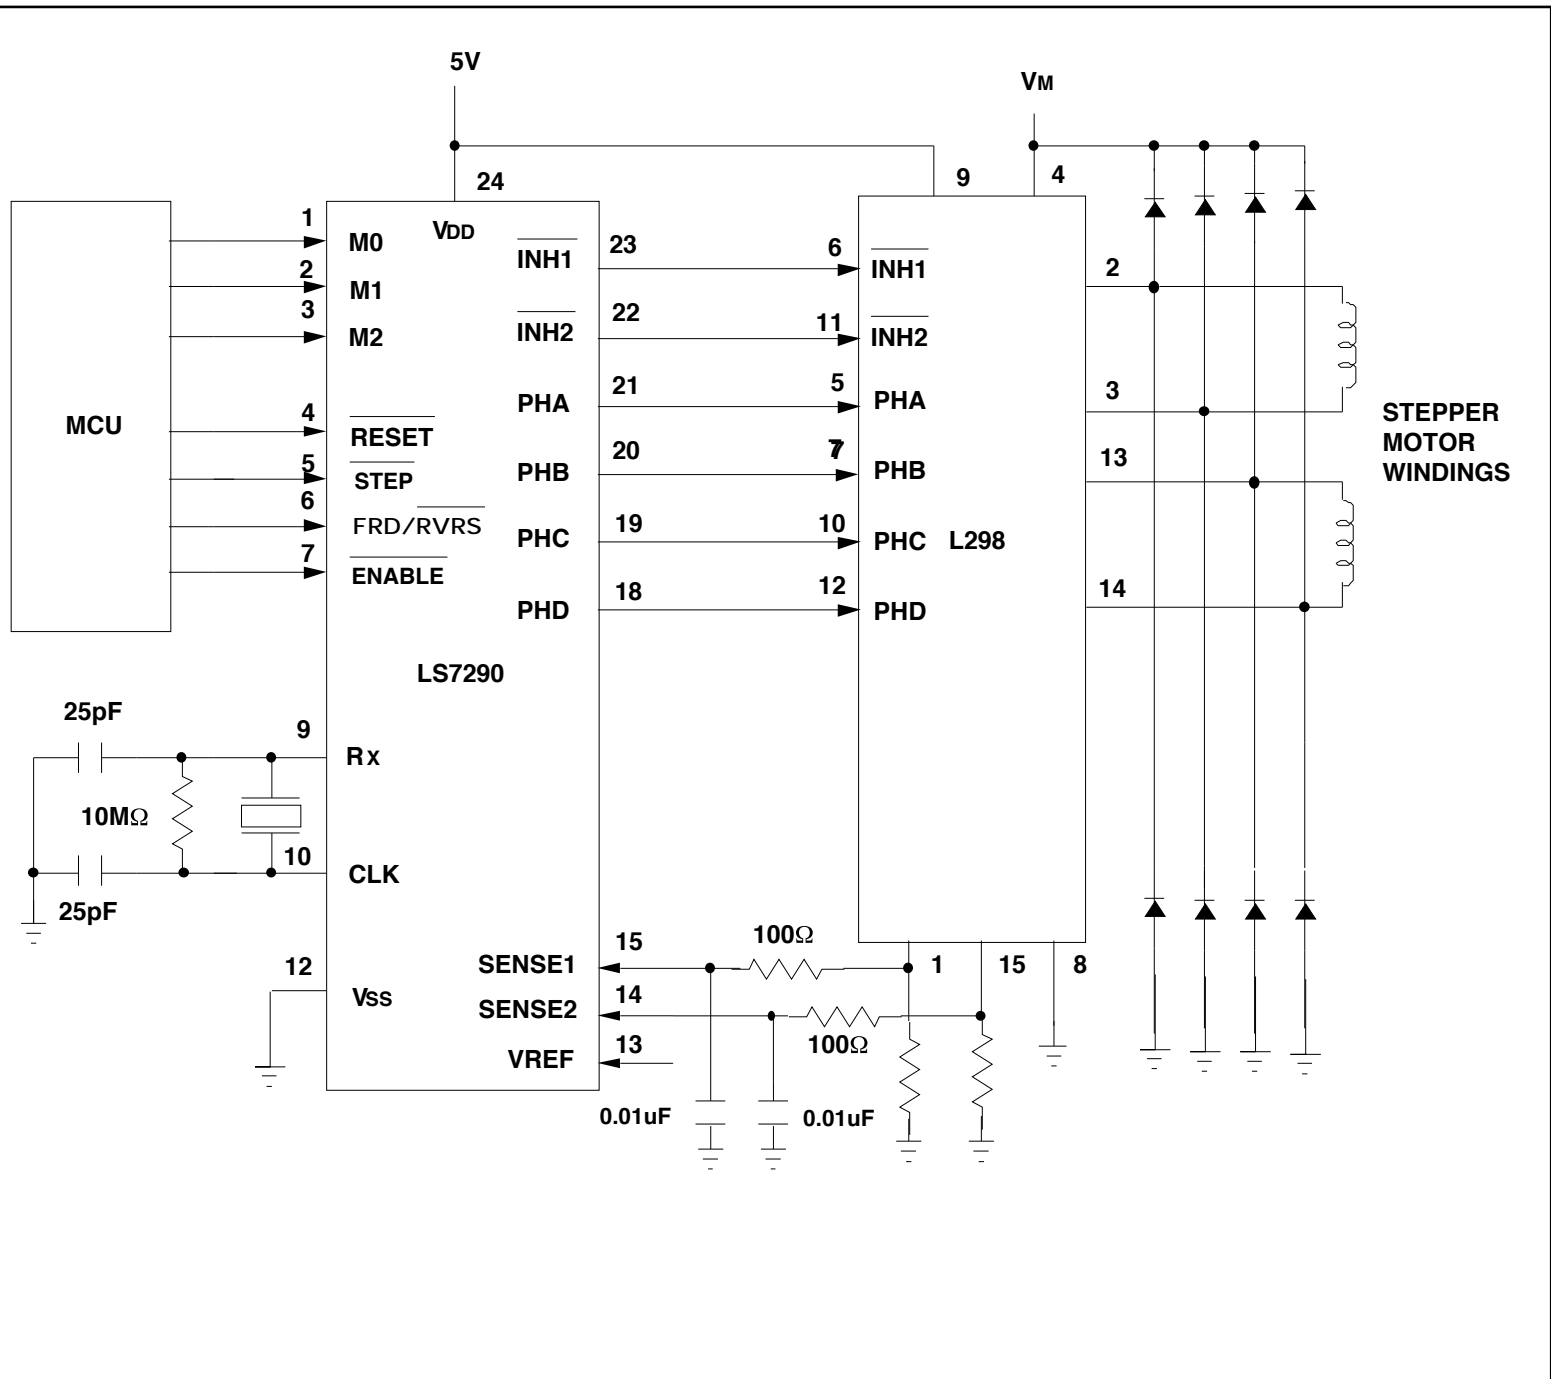 5V
VM
24
9
4
VDD
1
M0
2
M1
3
M2
4
RESET
5
STEP
6
FRD/RVRS
7
ENABLE
MCU
INH1
23
INH2
22
PHA
21
PHB
20
PHC
19
PHD
18
LS7290
6
INH1
11
INH2
5
PHA
7
PHB
10
PHC
L298
12
PHD
2
3
13
14
STEPPER
MOTOR
WINDINGS
25pF
9
RX
10MΩ
10
CLK
25pF
12
VSS
SENSE1
15
SENSE2
14
VREF
13
100Ω
100Ω
1
15
8
0.01uF
0.01uF